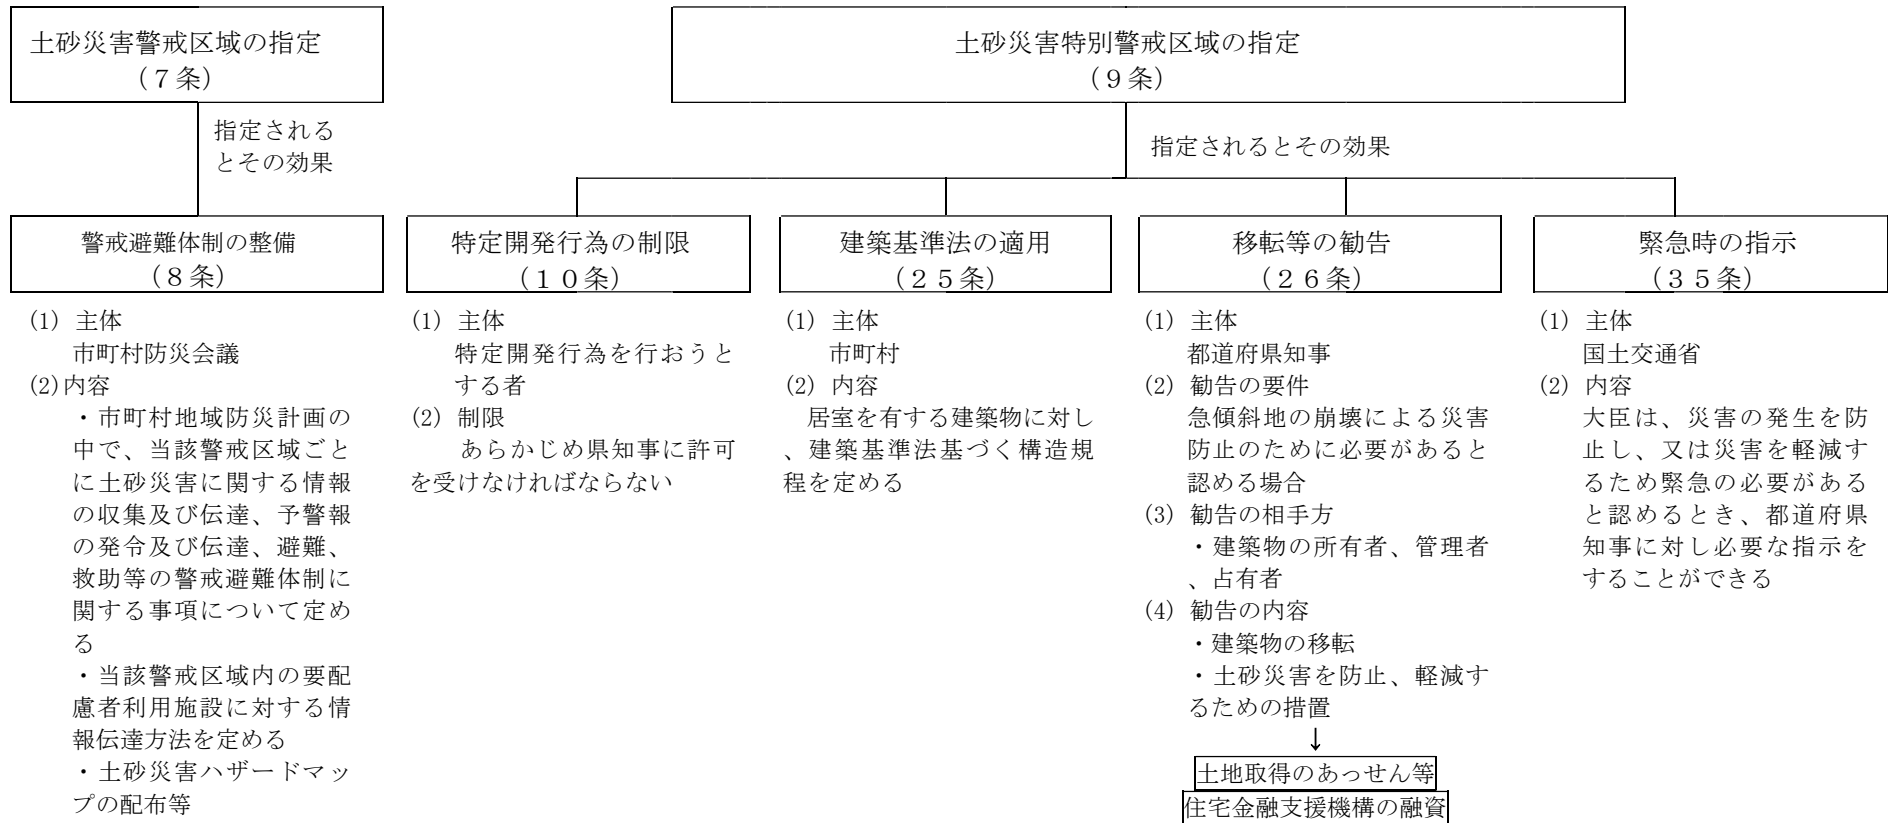 土砂災害警戒区域の指定
(７条)
土砂災害特別警戒区域の指定
(９条)
指定される
とその効果
指定されるとその効果
警戒避難体制の整備
(８条)
(1) 主体
市町村防災会議
(2)内容
・市町村地域防災計画の
中で、当該警戒区域ごと
に土砂災害に関する情報
の収集及び伝達、予警報
の発令及び伝達、避難、
救助等の警戒避難体制に
関する事項について定め
る
・当該警戒区域内の要配
慮者利用施設に対する情
報伝達方法を定める
・土砂災害ハザードマッ
プの配布等
特定開発行為の制限
(１０条)
(1) 主体
特定開発行為を行おうと
する者
(2) 制限
あらかじめ県知事に許可
を受けなければならない
建築基準法の適用
(２５条)
(1) 主体
市町村
(2) 内容
居室を有する建築物に対し
、建築基準法基づく構造規
程を定める
移転等の勧告
(２６条)
(1) 主体
都道府県知事
(2) 勧告の要件
急傾斜地の崩壊による災害
防止のために必要があると
認める場合
(3) 勧告の相手方
・建築物の所有者、管理者
、占有者
(4) 勧告の内容
・建築物の移転
・土砂災害を防止、軽減す
るための措置
↓
土地取得のあっせん等
住宅金融支援機構の融資
緊急時の指示
(３５条)
(1) 主体
国土交通省
(2) 内容
大臣は、災害の発生を防
止し、又は災害を軽減す
るため緊急の必要がある
と認めるとき、都道府県
知事に対し必要な指示を
することができる